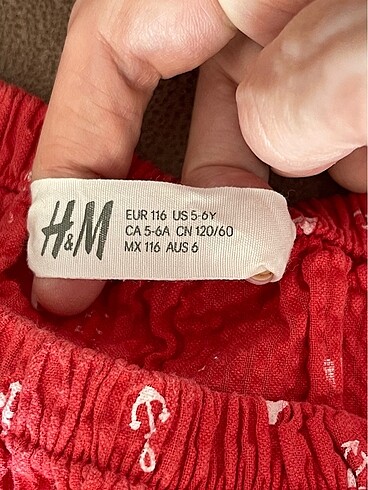 H&M
EUR 116 US 5-6Y
CA 5-6A CN 120/60
MX 116 AUS 6